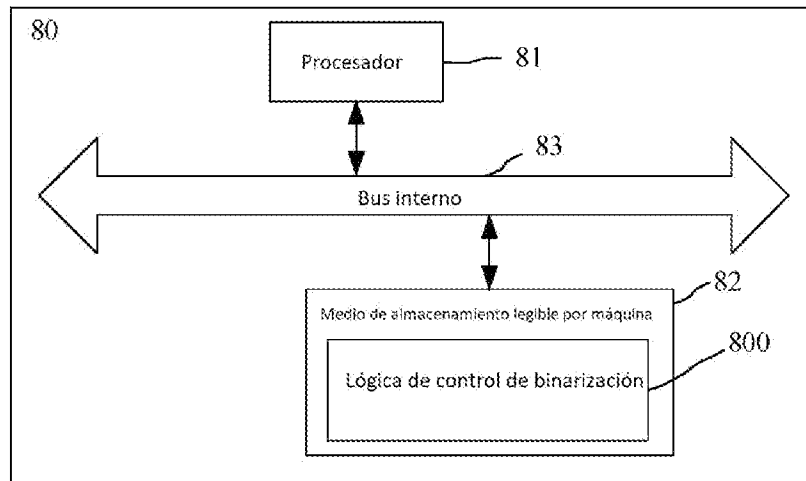 80
Procesador
81
83
Bus interno
82
Medio de almacenamiento legible por máquina
800
Lógica de control de binarización